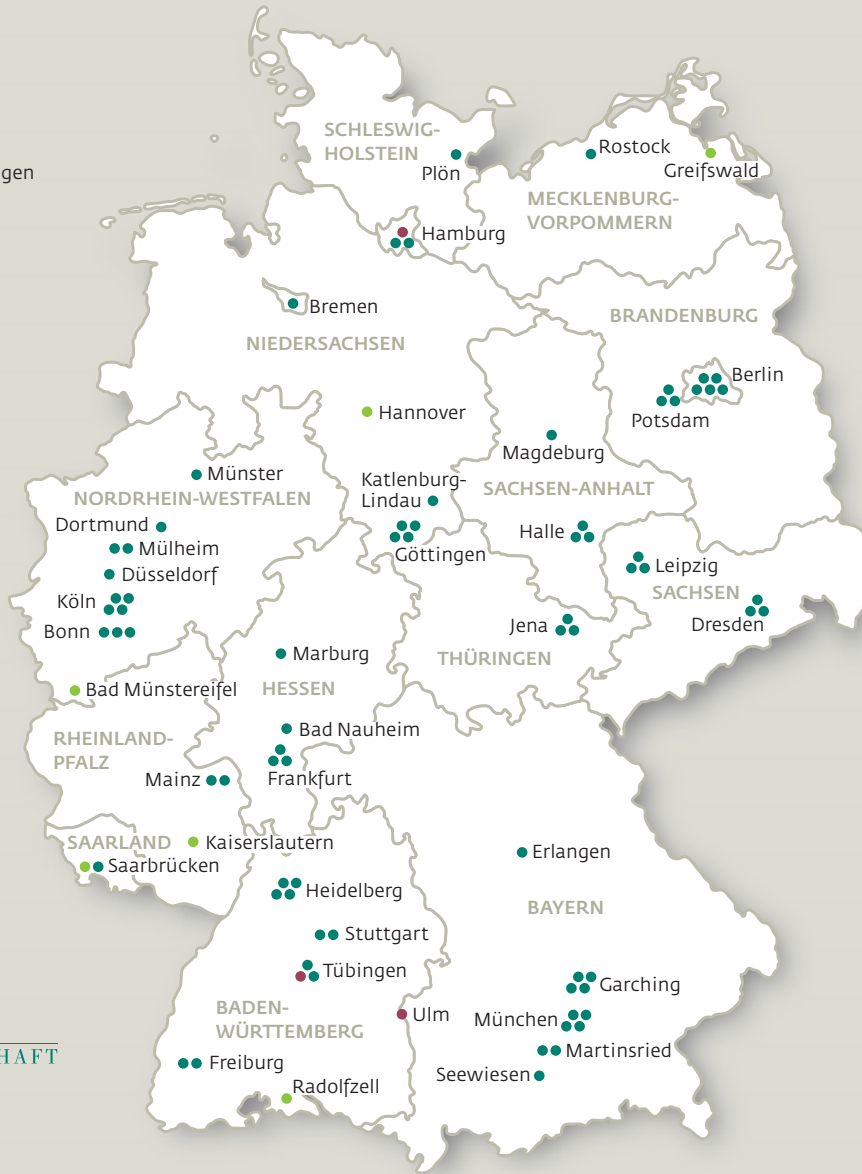 SCHLESWIG-
HOLSTEIN
Rostock
Plön
Greifswald
gen
MECKLENBURG-
VORPOMMERN
Hamburg
Bremen
BRANDENBURG
NIEDERSACHSEN
Berlin
Hannover
Potsdam
Magdeburg
Münster
Katlenburg-
Lindau
NORDRHEIN-WESTFALEN
SACHSEN-ANHALT
Dortmund
Halle
Mülheim
Göttingen
Leipzig
Düsseldorf
SACHSEN
Köln
Dresden
Bonn
Jena
Marburg
THÜRINGEN
Bad Münstereifel
HESSEN
Bad Nauheim
RHEINLAND-
PFALZ
Mainz
Frankfurt
SAARLAND
Kaiserslautern
Erlangen
Saarbrücken
Heidelberg
BAYERN
Stuttgart
Tübingen
Garching
BADEN-
WÜRTTEMBERG
Ulm
München
HAFT
Martinsried
Freiburg
Seewiesen
Radolfzell